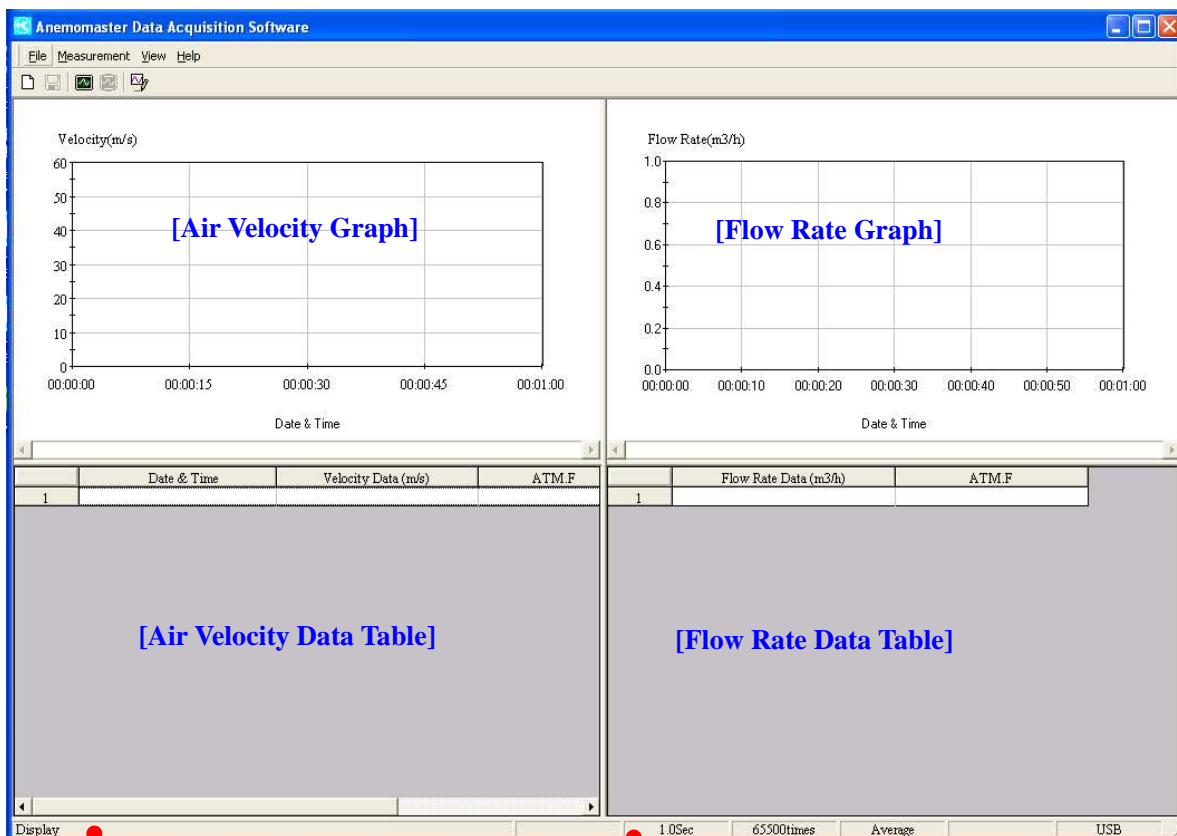 Anemomaster Data Acquisition Software
File Measurement View Help
Velocity(m/s)
60
50
40
30
20
10
0
[Air Velocity Graph]
00:00:00 00:00:15 00:00:30 00:00:45 00:01:00
Date & Time
Flow Rate(m3/h)
1.0
0.8
0.6
0.4
0.2
0.0
[Flow Rate Graph]
00:00:00 00:00:10 00:00:20 00:00:30 00:00:40 00:00:50 00:01:00
Date & Time
Date & Time Velocity Data (m/s) ATM.F
1
[Air Velocity Data Table]
Flow Rate Data (m3/h) ATM.F
1
[Flow Rate Data Table]
Display 1.0Sec 65500times Average USB